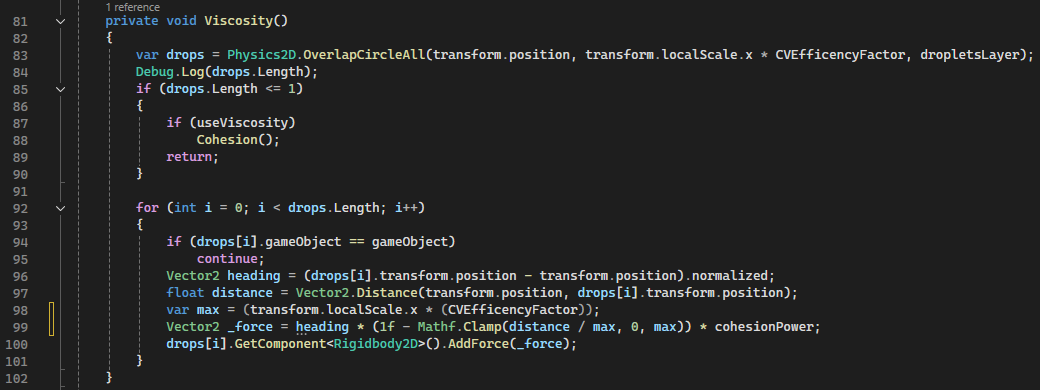 1 reference
81 private void Viscosity()
82 {
83 var drops = Physics2D.OverlapCircleAll(transform.position, transform.localScale.x * CVEfficencyFactor, dropletsLayer);
84 Debug.Log(drops.Length);
85 if (drops.Length <= 1)
86 {
87 if (useViscosity)
88 Cohesion();
89 return;
90 }
91
92 for (int i = 0; i < drops.Length; i++)
93 {
94 if (drops[i].gameObject == gameObject)
95 continue;
96 Vector2 heading = (drops[i].transform.position - transform.position).normalized;
97 float distance = Vector2.Distance(transform.position, drops[i].transform.position);
98 var max = (transform.localScale.x * (CVEfficencyFactor));
99 Vector2 _force = heading * (1f - Mathf.Clamp(distance / max, 0, max)) * cohesionPower;
100 drops[i].GetComponent<Rigidbody2D>().AddForce(_force);
101 }
102 }